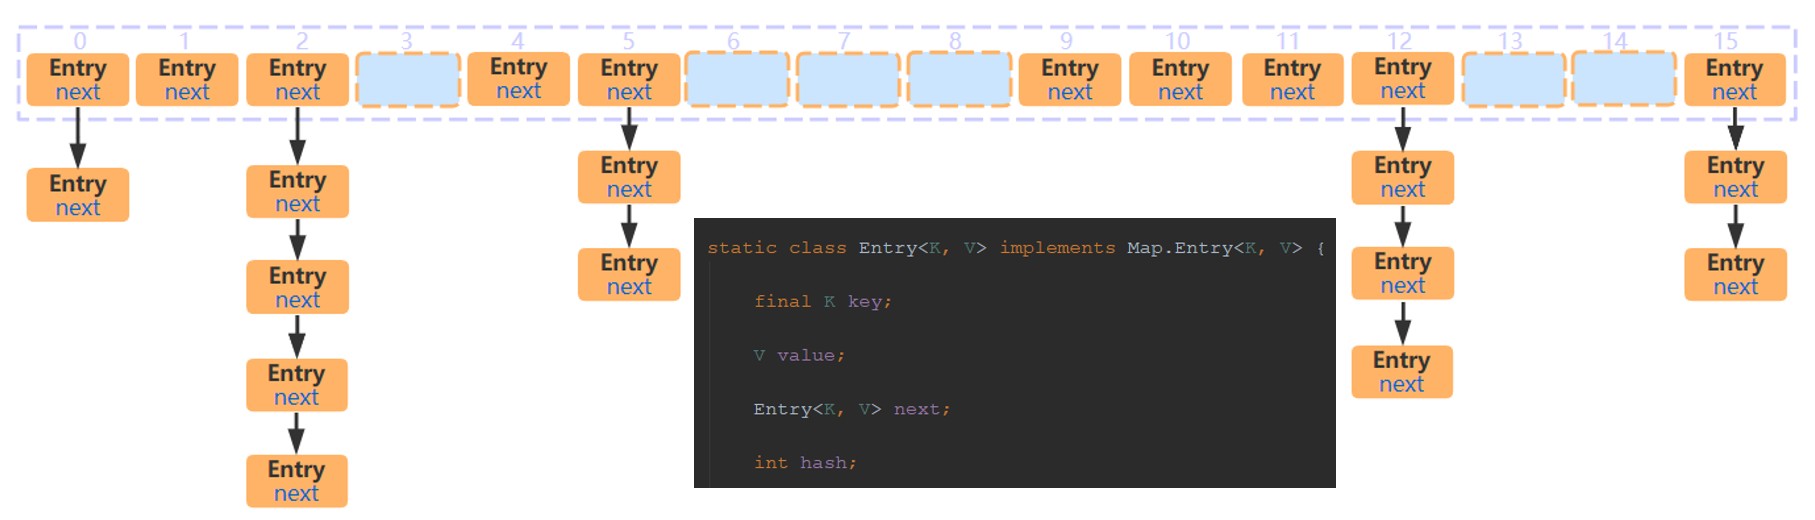 0 1 2 3 4 5 6 7 8 9 10 11 12 13 14 15
Entry Entry Entry Entry Entry Entry Entry Entry Entry Entry
next next next next next next next next next next
Entry Entry Entry Entry Entry
next next next next next
Entry Entry Entry Entry
next next next next
Entry Entry
next next
Entry
next
static class Entry<K, V> implements Map.Entry<K, V> {
final K key;
V value;
Entry<K, V> next;
int hash;